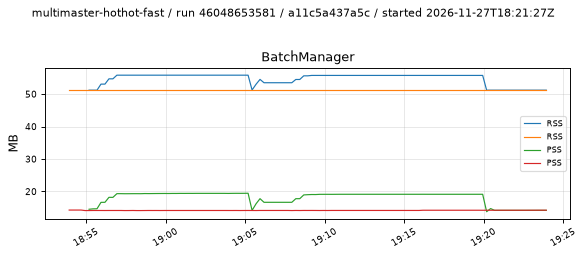 multimaster-hothot-fast / run 46048653581 / a11c5a437a5c / started 2026-11-27T18:21:27Z
BatchManager
MB
50
40
30
20
RSS
RSS
PSS
PSS
18:55
19:00
19:05
19:10
19:15
19:20
19:25